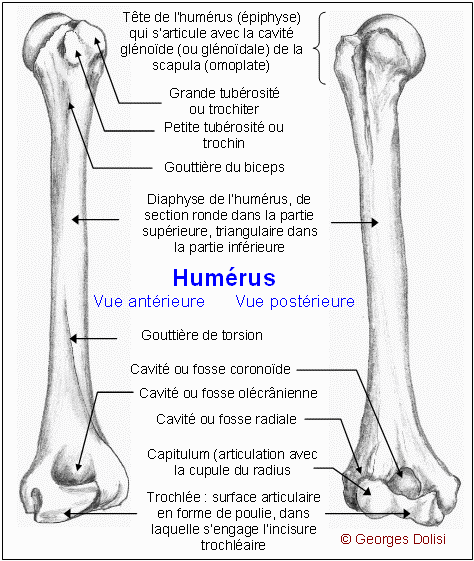 Tête de l'humérus (épiphyse)
qui s'articule avec la cavité
glénoïde (ou glénoïdale) de la
scapula (omoplate)
Grande tubérosité
ou trochiter
Petite tubérosité ou
trochin
Gouttière du biceps
Diaphyse de l'humérus, de
section ronde dans la partie
supérieure, triangulaire dans
la partie inférieure
Humérus
Vue antérieure Vue postérieure
Gouttière de torsion
Cavité ou fosse coronoïde
Cavité ou fosse olécrânienne
Cavité ou fosse radiale
Capitulum (articulation avec
la cupule du radius
Trochlée : surface articulaire
en forme de poulie, dans
laquelle s'engage l'incisure
trochléaire
© Georges Dolisi